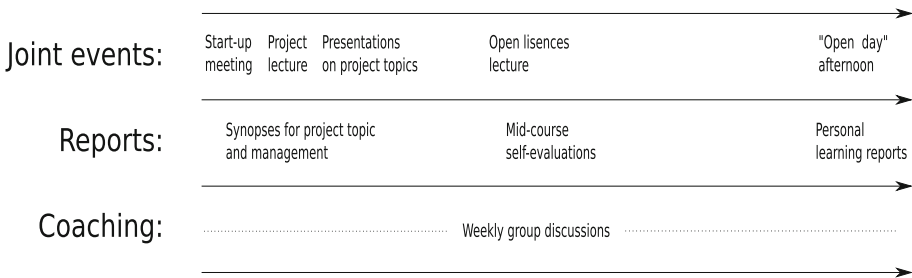 Joint events:
Start-up meeting
Project lecture
Presentations on project topics
Open lisences lecture
"Open day" afternoon
Reports:
Synopses for project topic and management
Mid-course self-evaluations
Personal learning reports
Coaching:
Weekly group discussions